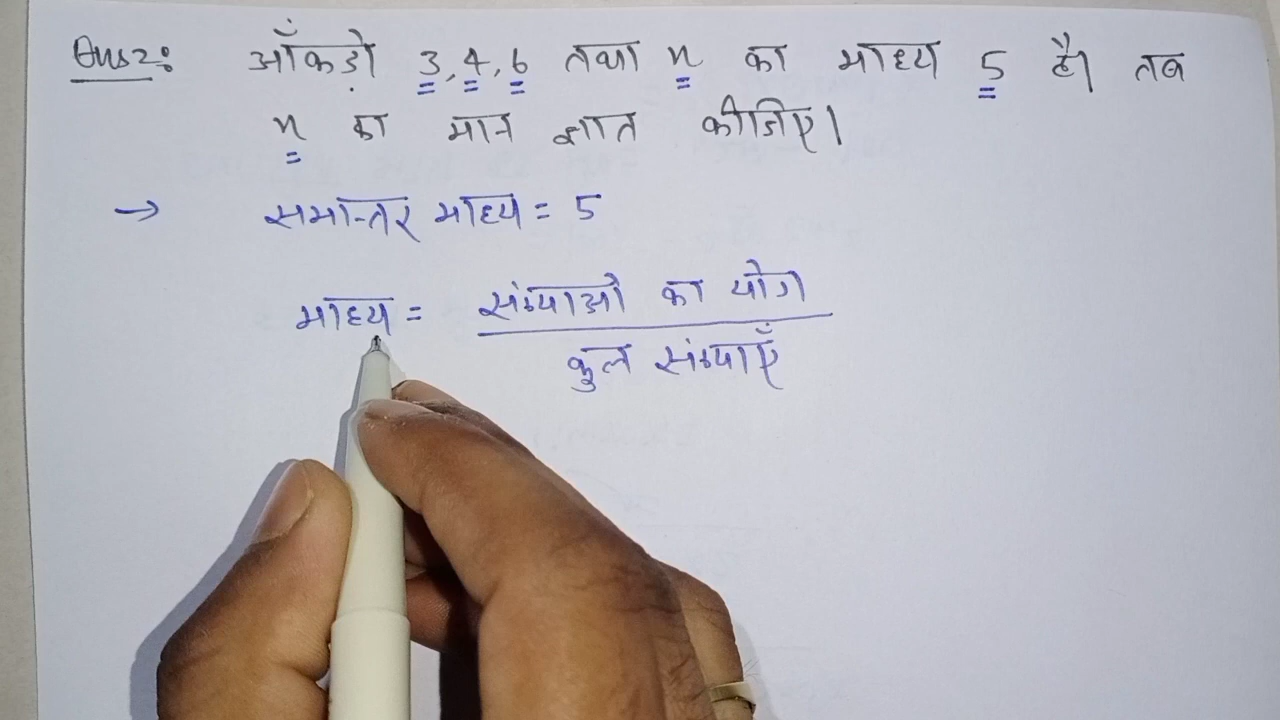 Ans2: आँकड़ों 3, 4, 6 तथा n का माध्य 5 है। तब
n का मान ज्ञात कीजिए।
→ समान्तर माध्य = 5
माध्य = संख्याओं का योग
कुल संख्याएँ